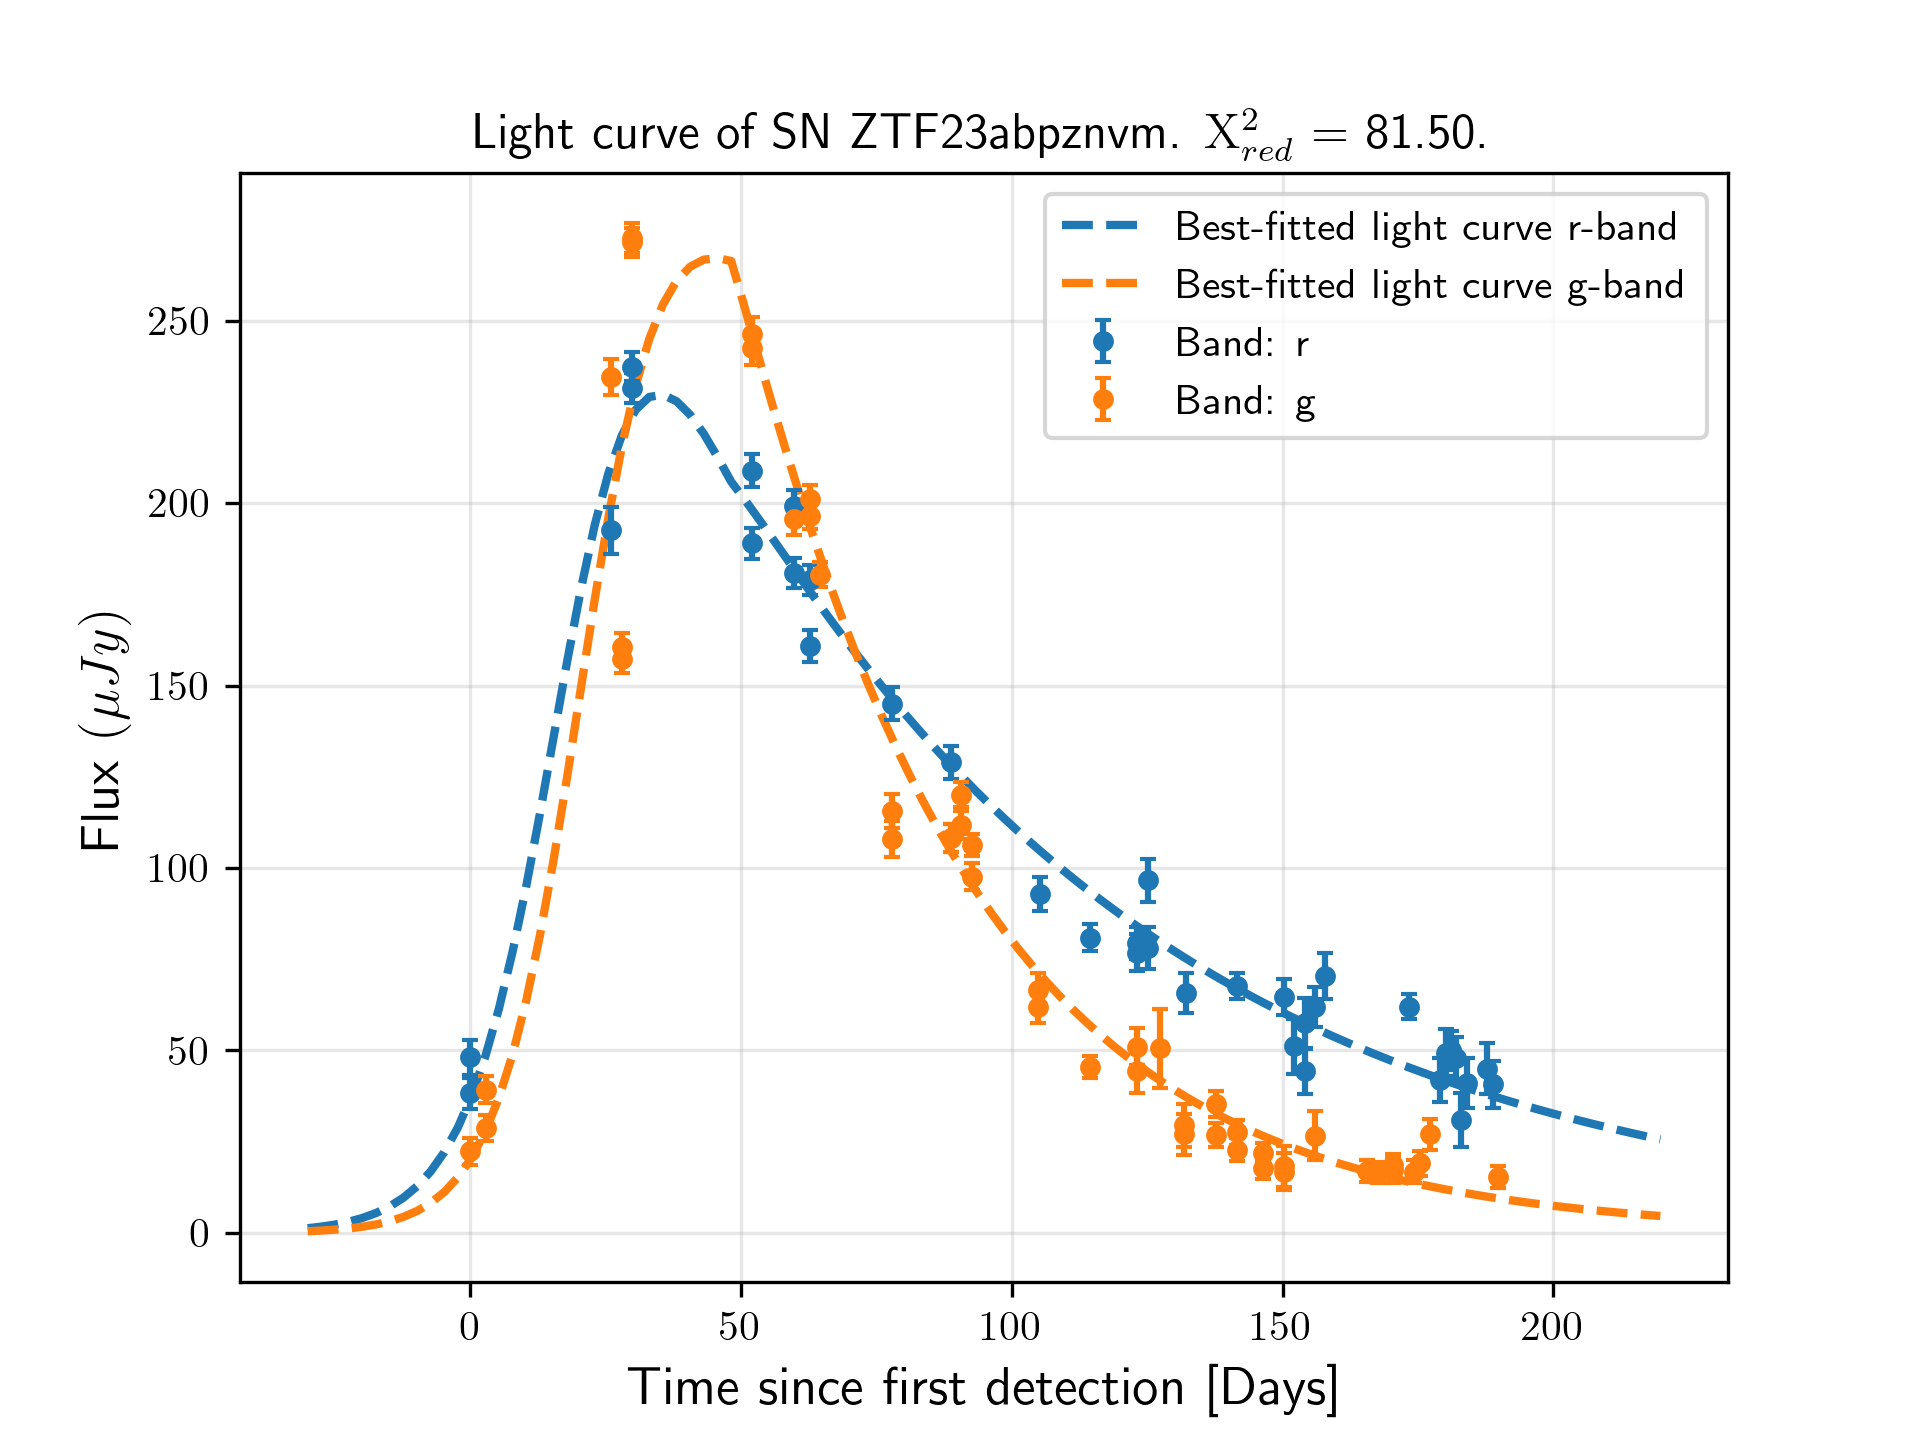 Light curve of SN ZTF23abpznvm. X²_red = 81.50.
Best-fitted light curve r-band
Best-fitted light curve g-band
Band: r
Band: g
Flux (μJy)
250
200
150
100
50
0
0 50 100 150 200
Time since first detection [Days]